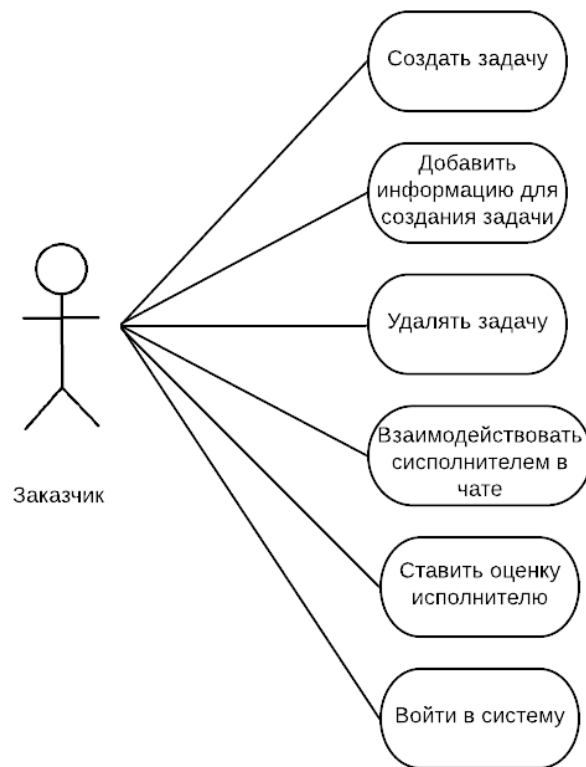 Создать задачу
Добавить
информацию для
создания задачи
Удалять задачу
Взаимодействовать
сисполнителем в
чате
Заказчик
Ставить оценку
исполнителю
Войти в систему